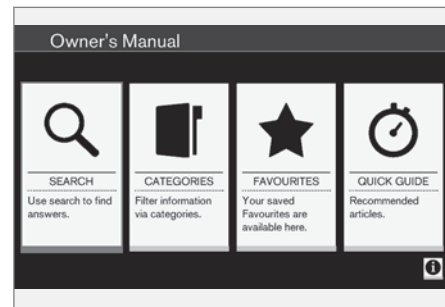 Owner's Manual
SEARCH
Use search to find
answers.
CATEGORIES
Filter information
via categories.
FAVOURITES
Your saved
Favourites are
available here.
QUICK GUIDE
Recommended
articles.
i